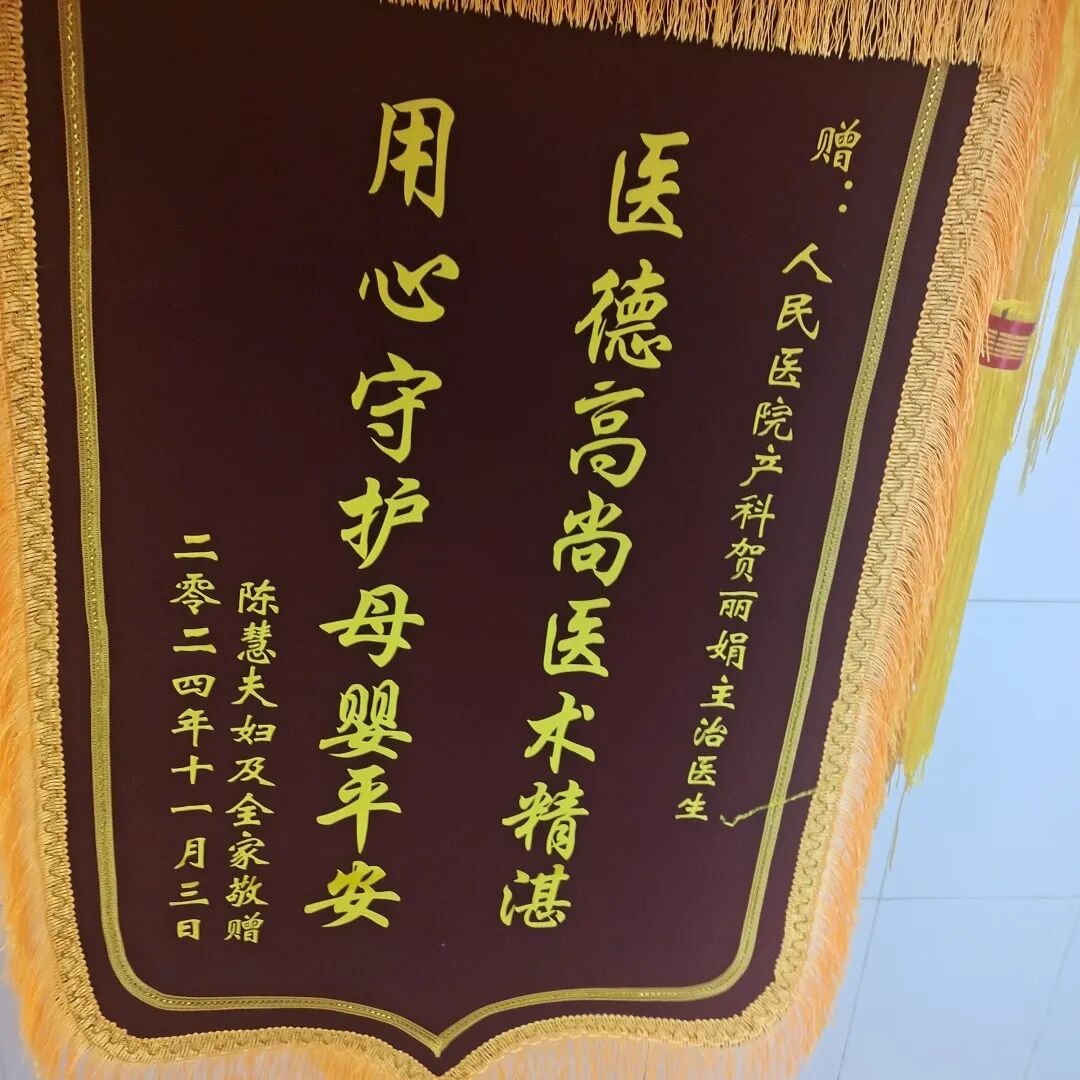 赠：人民医院产科贺丽娟主治医生
医德高尚医术精湛
用心守护母婴平安
陈慧夫妇及全家敬赠
二零二四年十一月三日